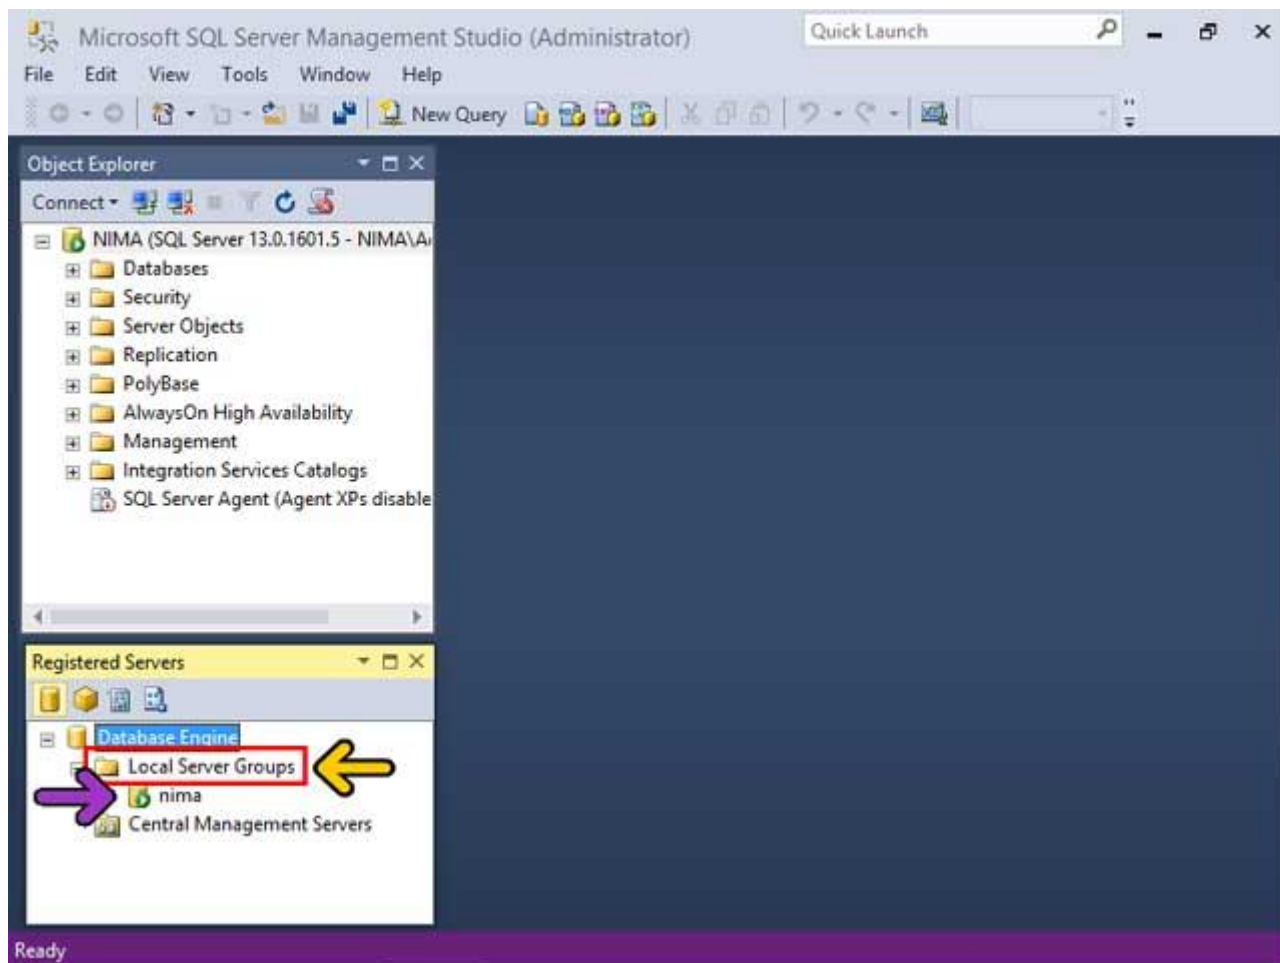 Microsoft SQL Server Management Studio (Administrator)
Quick Launch
File Edit View Tools Window Help
New Query
Object Explorer
Connect
NIMA (SQL Server 13.0.1601.5 - NIMA\A
Databases
Security
Server Objects
Replication
PolyBase
AlwaysOn High Availability
Management
Integration Services Catalogs
SQL Server Agent (Agent XPs disable
Registered Servers
Database Engine
Local Server Groups
nima
Central Management Servers
Ready